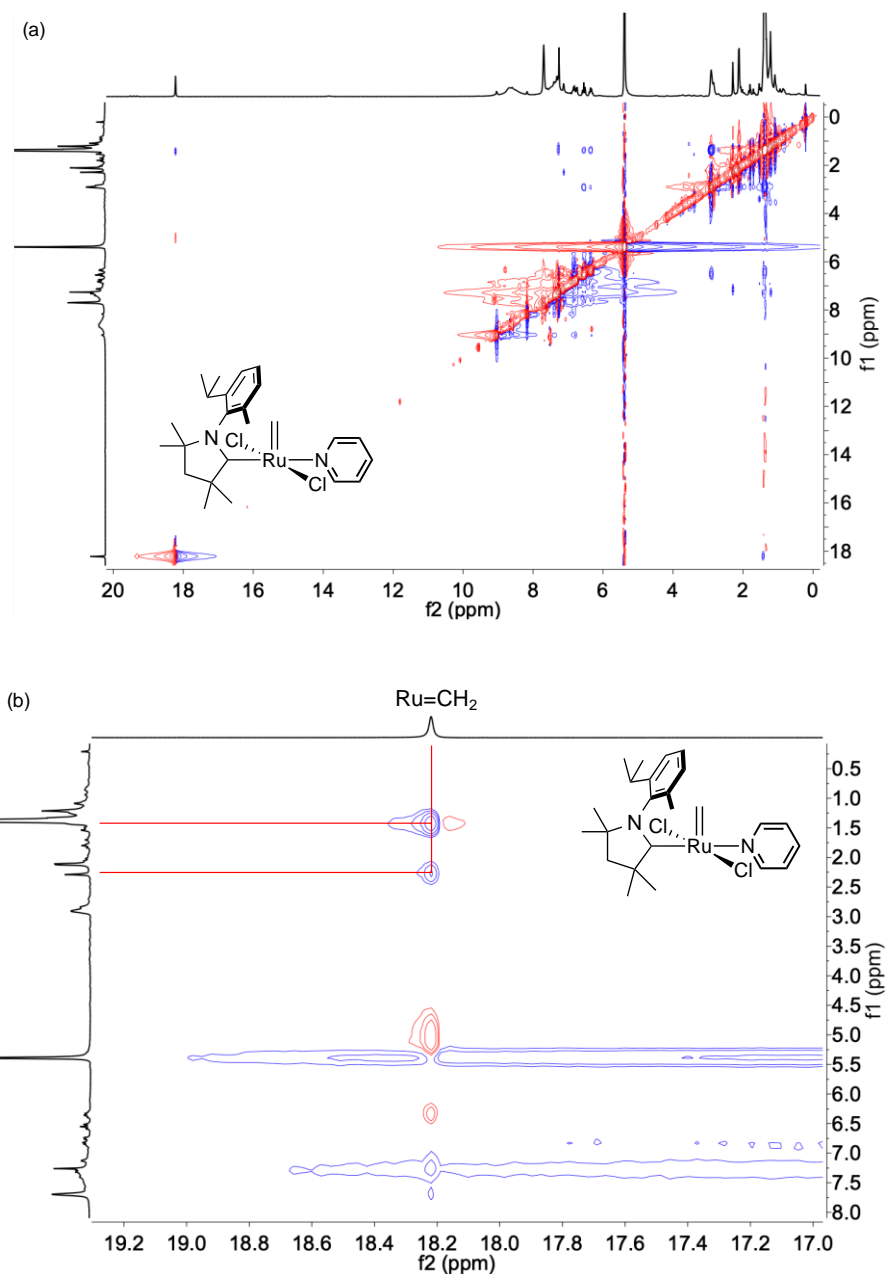 (a)
0
2
4
6
8
10
12
14
16
18
f1 (ppm)
N
Cl
Ru
N
Cl
20 18 16 14 12 10 8 6 4 2 0
f2 (ppm)
(b)
Ru=CH₂
0.5
1.0
1.5
2.0
2.5
3.0
3.5
4.0
4.5
5.0
5.5
6.0
6.5
7.0
7.5
8.0
f1 (ppm)
N
Cl
Ru
N
Cl
19.2 19.0 18.8 18.6 18.4 18.2 18.0 17.8 17.6 17.4 17.2 17.0
f2 (ppm)